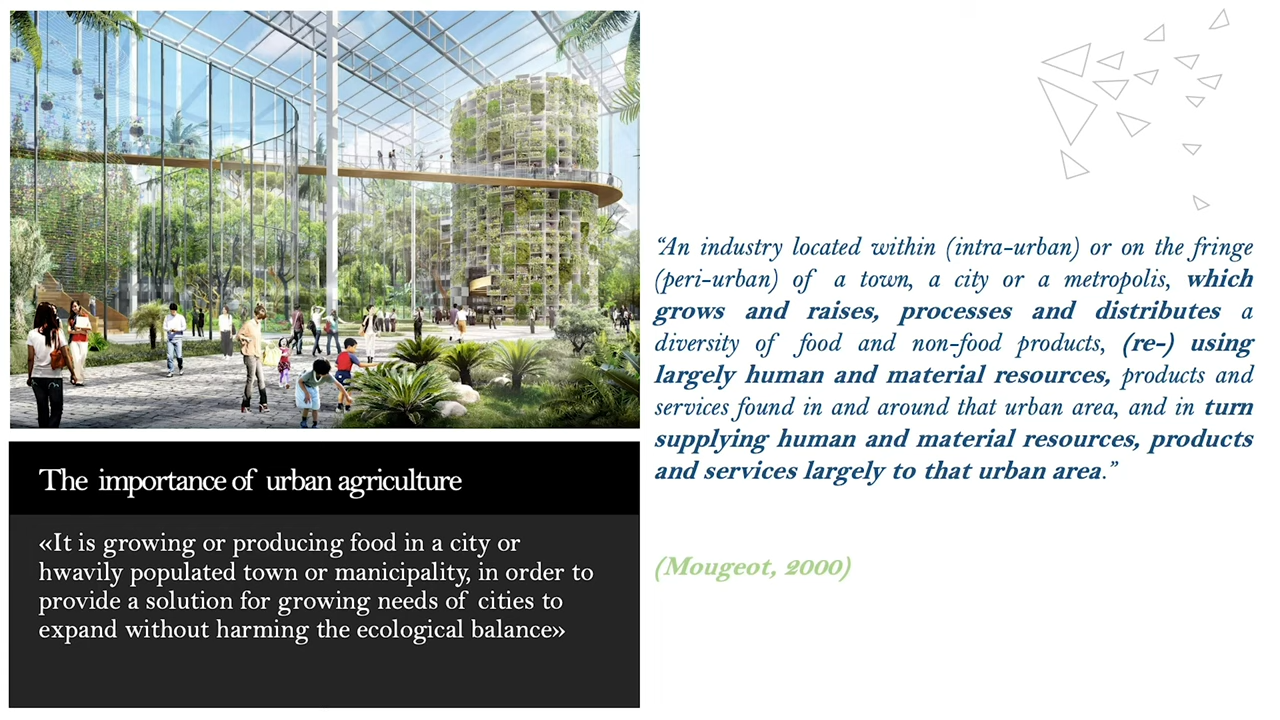 The importance of urban agriculture
«It is growing or producing food in a city or
hwavily populated town or manicipality, in order to
provide a solution for growing needs of cities to
expand without harming the ecological balance»
“An industry located within (intra-urban) or on the fringe
(peri-urban) of a town, a city or a metropolis, which
grows and raises, processes and distributes a
diversity of food and non-food products, (re-) using
largely human and material resources, products and
services found in and around that urban area, and in turn
supplying human and material resources, products
and services largely to that urban area.”
(Mougeot, 2000)